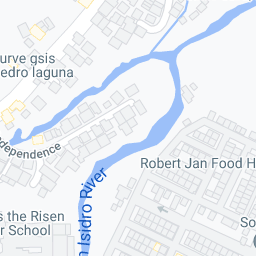 urve gsis
edro laguna
dependence
Robert Jan Food H
n Isidro River
s the Risen
r School
So